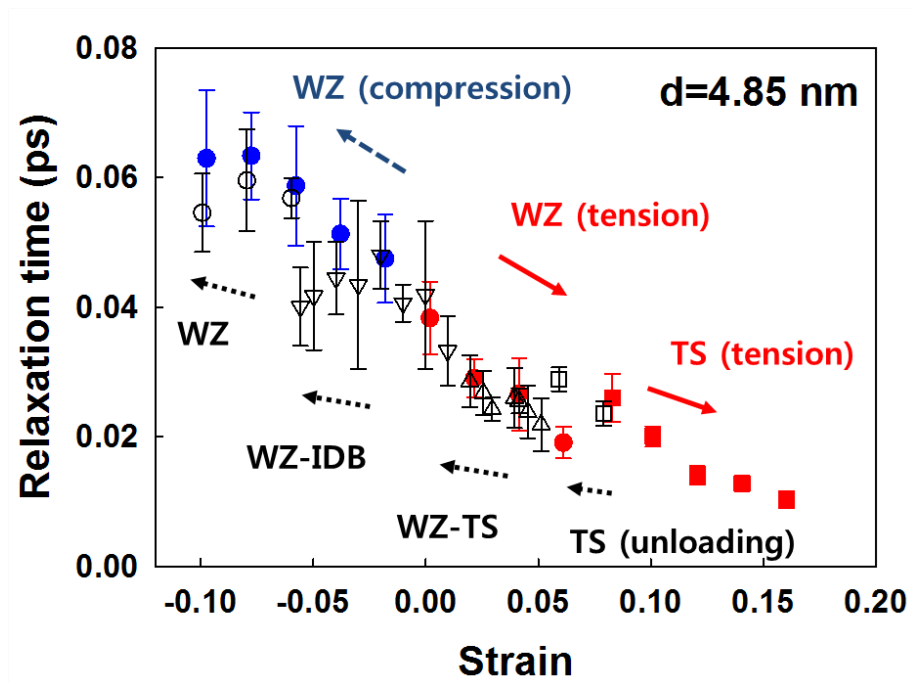 0.08
0.06
0.04
0.02
0.00
-0.10
-0.05
0.00
0.05
0.10
0.15
0.20
Relaxation time (ps)
Strain
d=4.85 nm
WZ (compression)
WZ (tension)
TS (tension)
WZ
WZ-IDB
WZ-TS
TS (unloading)